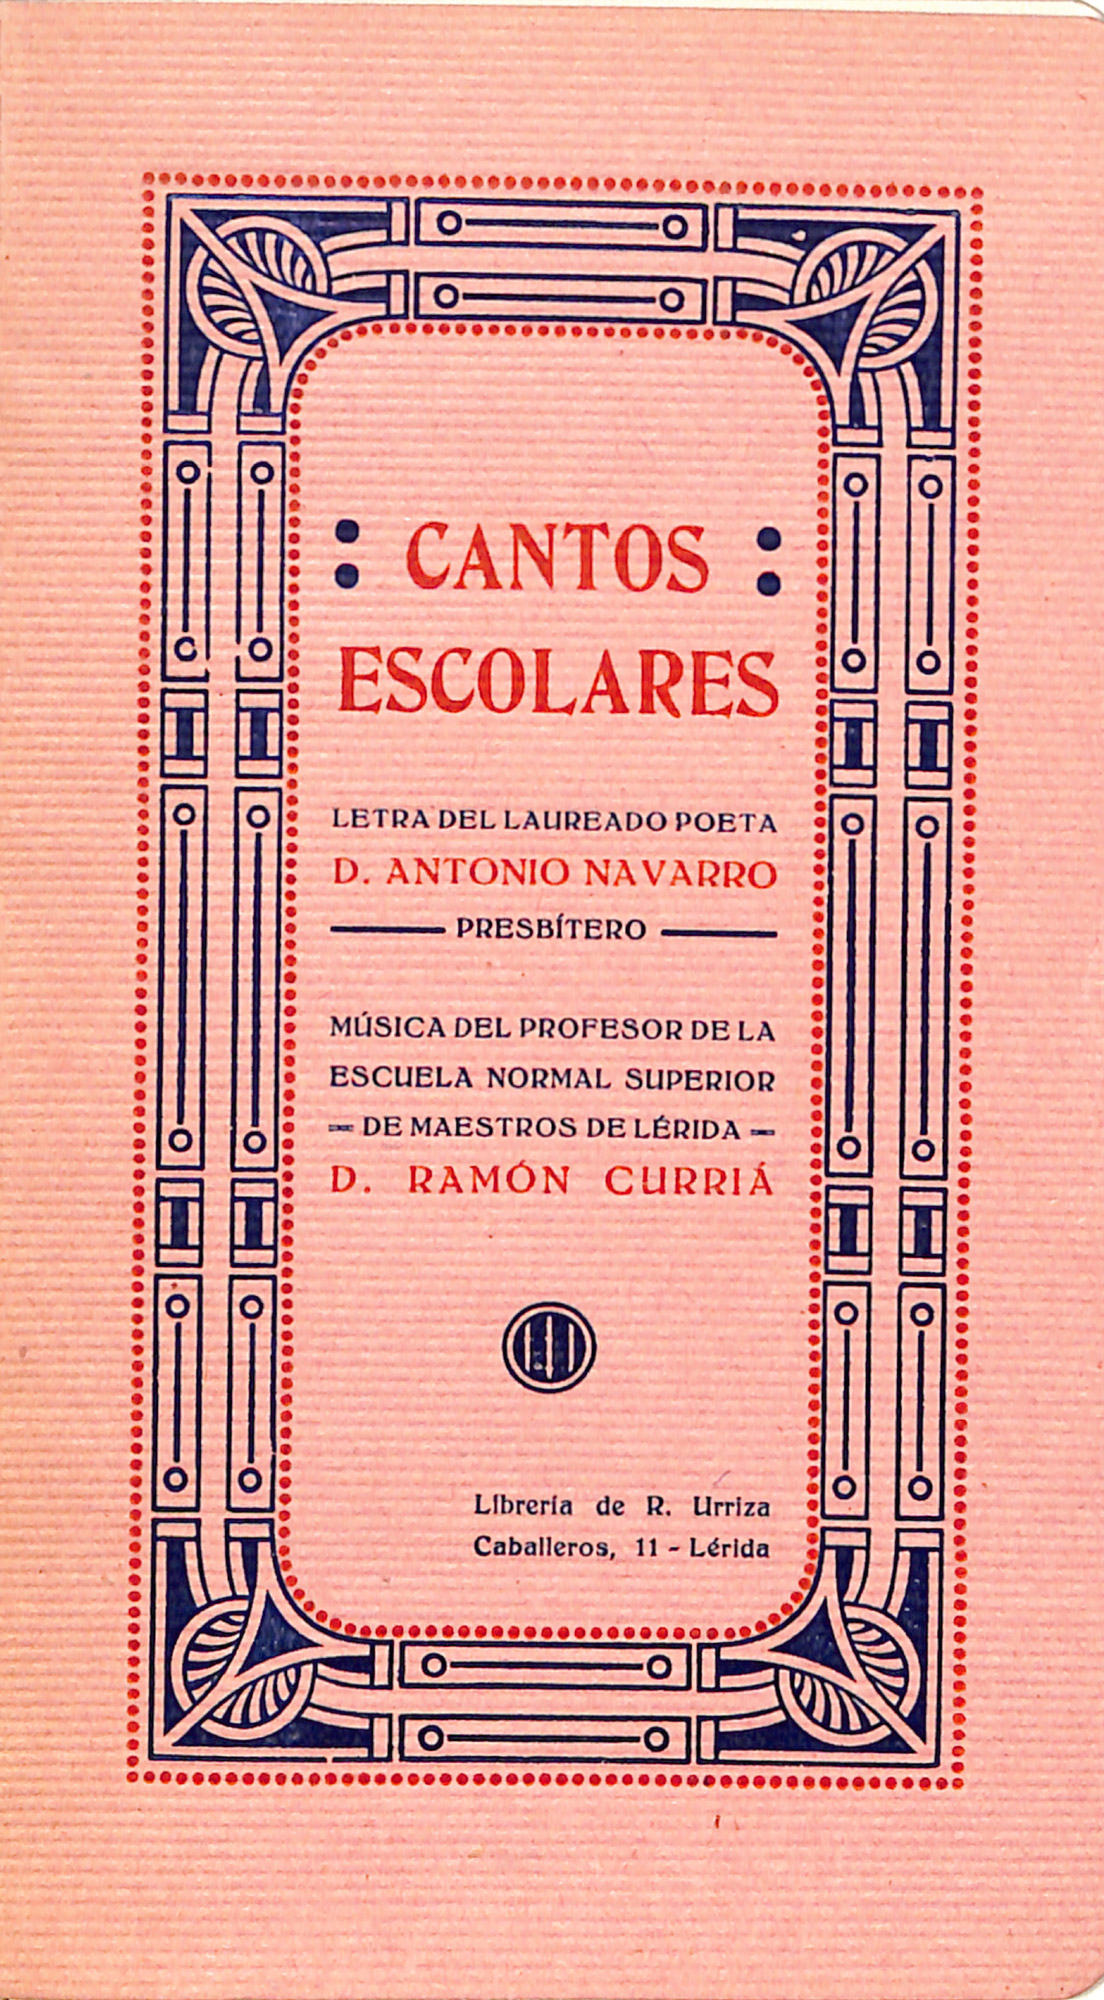 : CANTOS :
ESCOLARES
LETRA DEL LAUREADO POETA
D. ANTONIO NAVARRO
PRESBÍTERO
MÚSICA DEL PROFESOR DE LA
ESCUELA NORMAL SUPERIOR
DE MAESTROS DE LÉRIDA
D. RAMÓN CURRIÁ
Librería de R. Urriza
Caballeros, 11 - Lérida